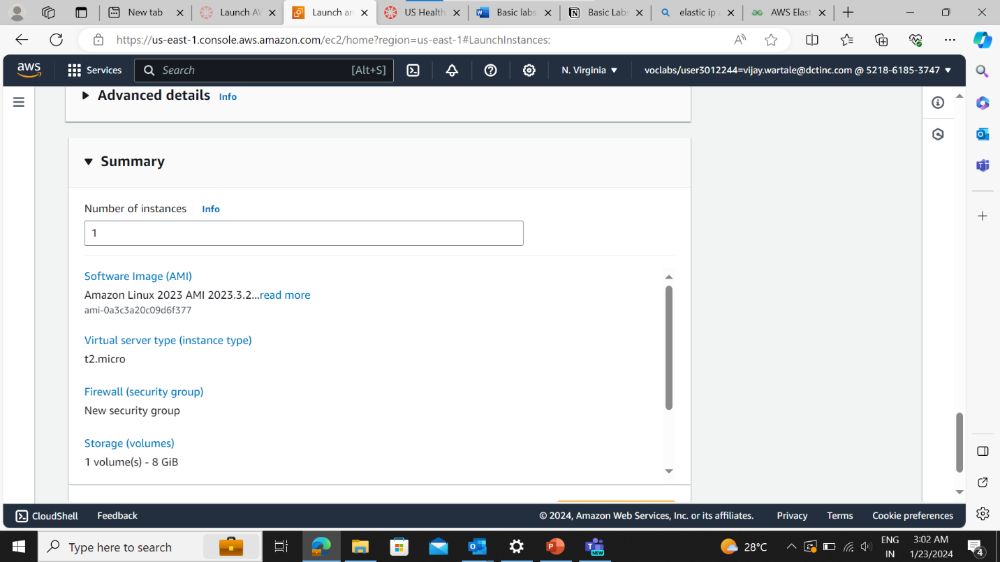 New tab
Launch AW
Launch an
US Health
Basic labs
Basic Labs
elastic ip a
AWS Elast
https://us-east-1.console.aws.amazon.com/ec2/home?region=us-east-1#LaunchInstances:
aws
Services
Search
[Alt+S]
N. Virginia
voclabs/user3012244=vijay.wartale@dctinc.com @ 5218-6185-3747
Advanced details Info
Summary
Number of instances Info
1
Software Image (AMI)
Amazon Linux 2023 AMI 2023.3.2...read more
ami-0a3c3a20c09d6f377
Virtual server type (instance type)
t2.micro
Firewall (security group)
New security group
Storage (volumes)
1 volume(s) - 8 GiB
CloudShell
Feedback
© 2024, Amazon Web Services, Inc. or its affiliates.
Privacy
Terms
Cookie preferences
Type here to search
NEW
28°C
ENG
IN
3:02 AM
1/23/2024
4